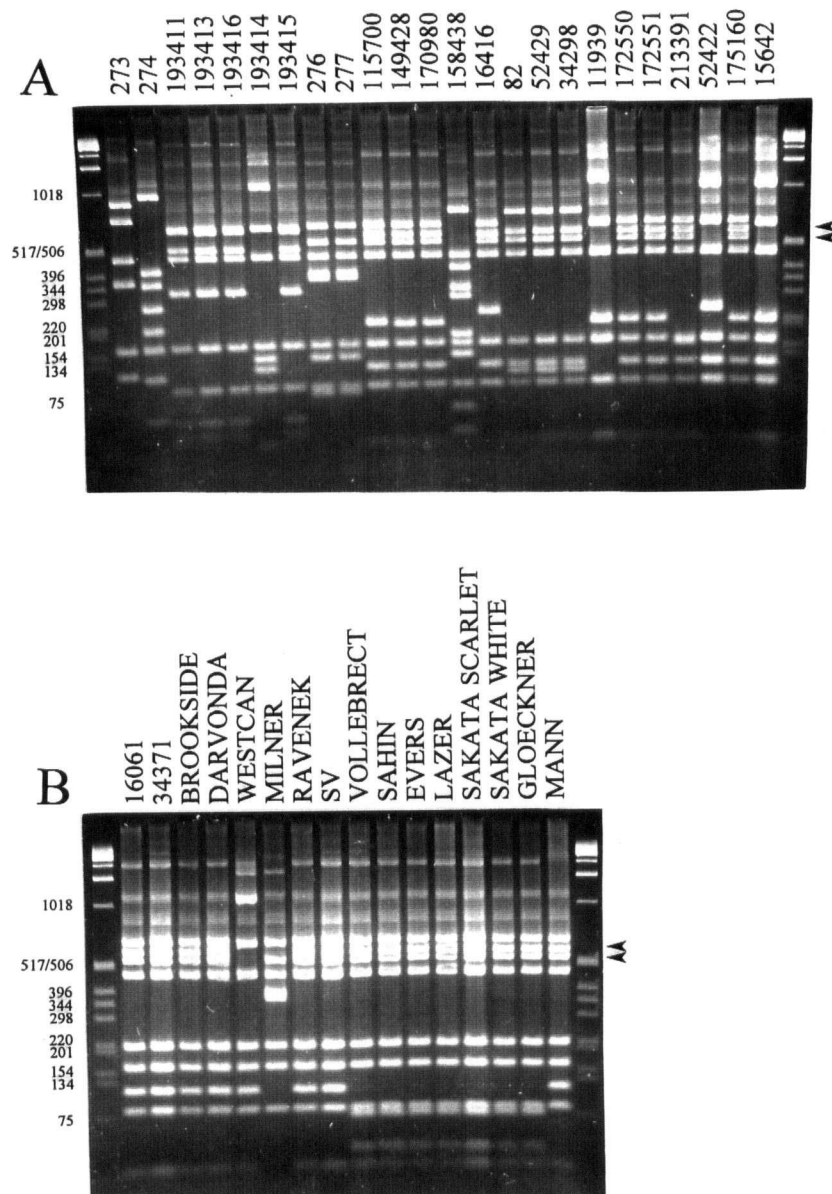 A
273
274
193411
193413
193416
193414
193415
276
277
115700
149428
170980
158438
16416
82
52429
34298
11939
172550
172551
213391
52422
175160
15642
1018
517/506
396
344
298
220
201
154
134
75
B
16061
34371
BROOKSIDE
DARVONDA
WESTCAN
MILNER
RAVENEK
SV
VOLLEBRECT
SAHIN
EVERS
LAZER
SAKATA SCARLET
SAKATA WHITE
GLOECKNER
MANN
1018
517/506
396
344
298
220
201
154
134
75